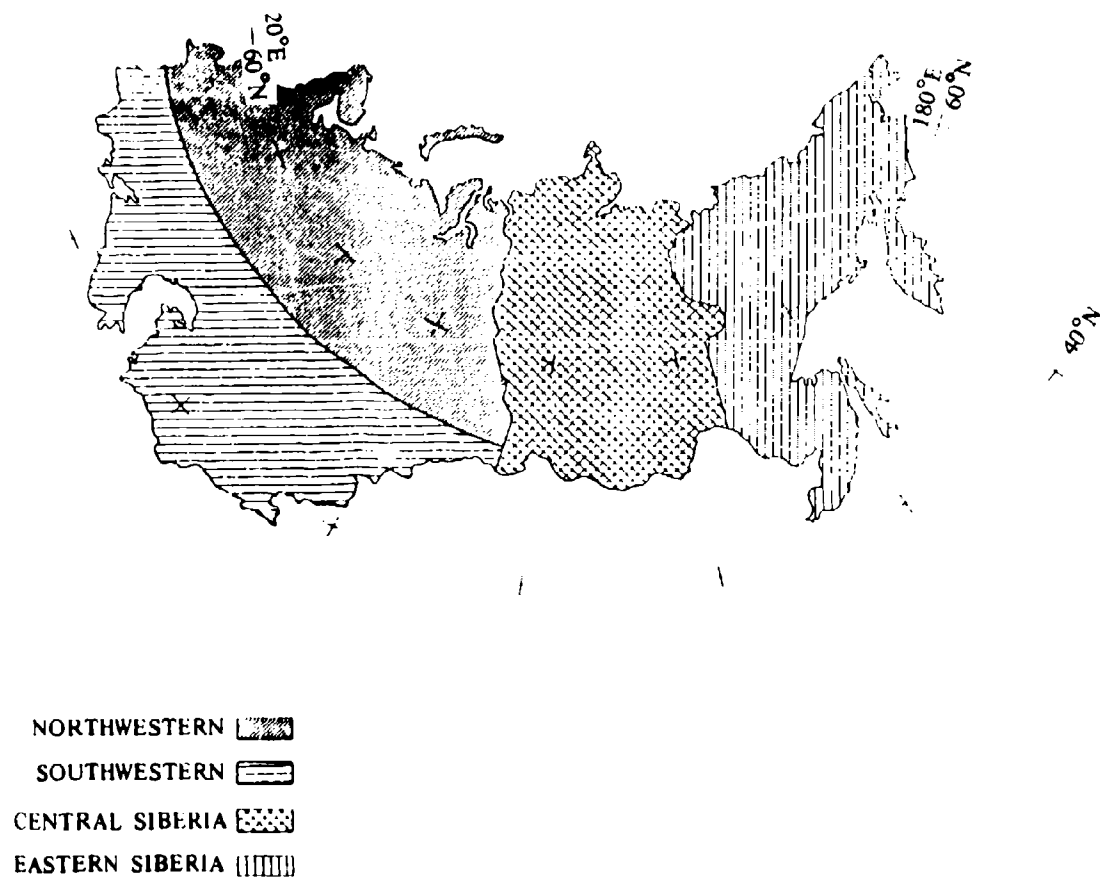 20°E
60°N
180°E
60°N
40°N
NORTHWESTERN
SOUTHWESTERN
CENTRAL SIBERIA
EASTERN SIBERIA